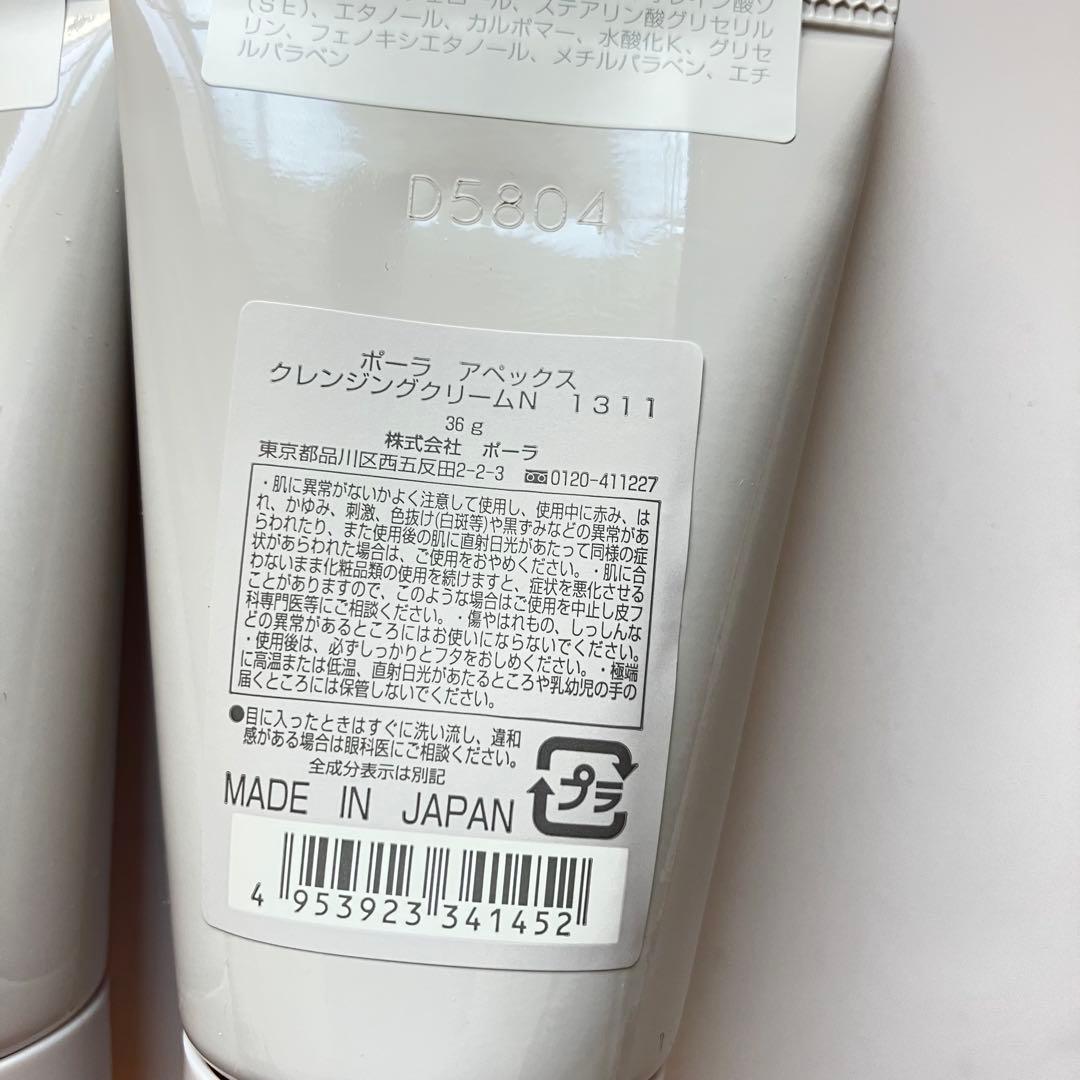 ェロール、ステアリン酸グリセリル
(SE)、エタノール、カルボマー、水酸化K、グリセ
リン、フェノキシエタノール、メチルパラベン、エチ
ルパラベン
D5804
ポーラ　アペックス
クレンジングクリームN　1311
36g
株式会社　ポーラ
東京都品川区西五反田2-2-3　0120-411227
・肌に異常がないかよく注意して使用し、使用中に赤み、は
れ、かゆみ、刺激、色抜け(白斑等)や黒ずみなどの異常があ
らわれたり、また使用後の肌に直射日光があたって同様の症
状があらわれた場合は、ご使用をおやめください。・肌に合
わないまま化粧品類の使用を続けますと、症状を悪化させる
ことがありますので、このような場合はご使用を中止し皮フ
科専門医等にご相談ください。・傷やはれもの、しっしんな
どの異常があるところにはお使いにならないでください。
・使用後は、必ずしっかりとフタをおしめください。・極端
に高温または低温、直射日光があたるところや乳幼児の手の
届くところには保管しないでください。
●目に入ったときはすぐに洗い流し、違和
感がある場合は眼科医にご相談ください。
全成分表示は別記
プラ
MADE IN JAPAN
4 953923 341452